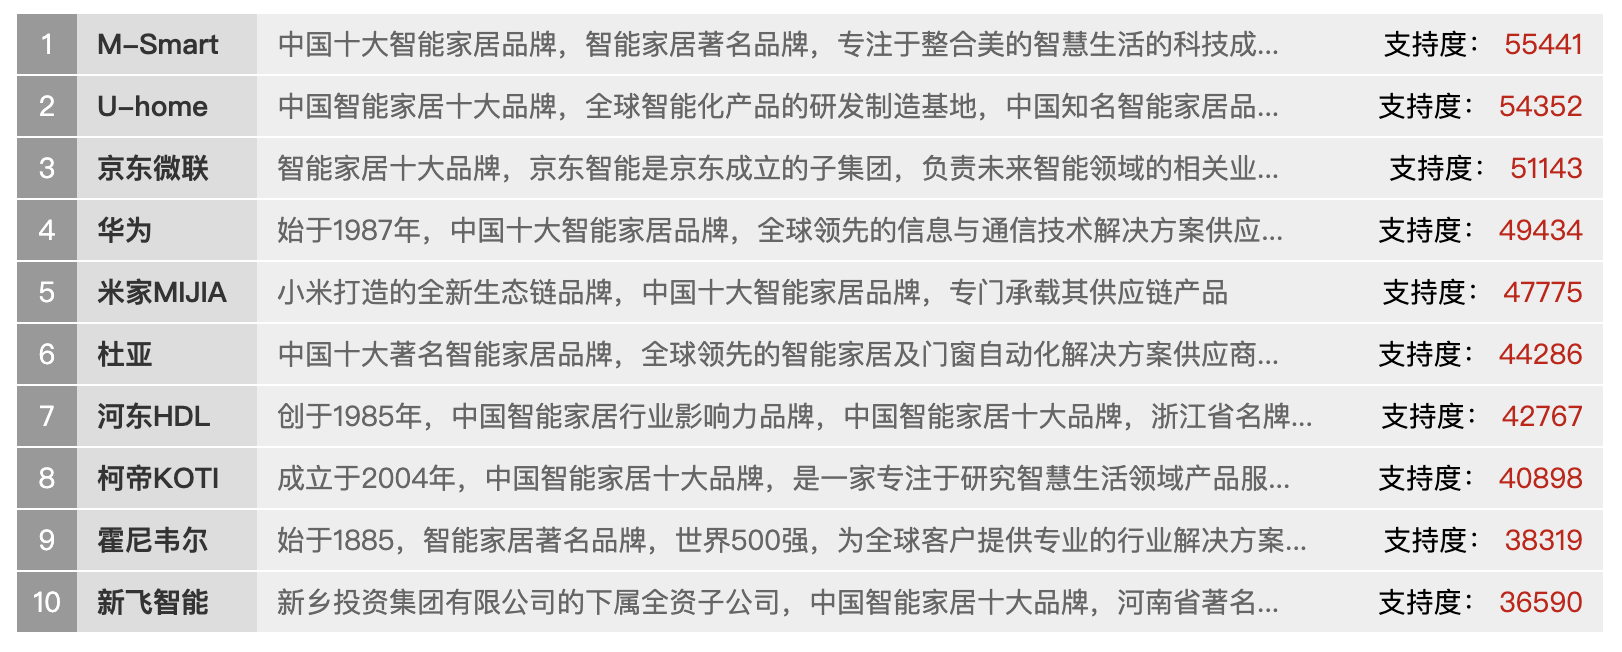 1 M-Smart 中国十大智能家居品牌，智能家居著名品牌，专注于整合美的智慧生活的科技成... 支持度： 55441
2 U-home 中国智能家居十大品牌，全球智能化产品的研发制造基地，中国知名智能家居品... 支持度： 54352
3 京东微联 智能家居十大品牌，京东智能是京东成立的子集团，负责未来智能领域的相关业... 支持度： 51143
4 华为 始于1987年，中国十大智能家居品牌，全球领先的信息与通信技术解决方案供应... 支持度： 49434
5 米家MIJIA 小米打造的全新生态链品牌，中国十大智能家居品牌，专门承载其供应链产品 支持度： 47775
6 杜亚 中国十大著名智能家居品牌，全球领先的智能家居及门窗自动化解决方案供应商... 支持度： 44286
7 河东HDL 创于1985年，中国智能家居行业影响力品牌，中国智能家居十大品牌，浙江省名牌... 支持度： 42767
8 柯帝KOTI 成立于2004年，中国智能家居十大品牌，是一家专注于研究智慧生活领域产品服... 支持度： 40898
9 霍尼韦尔 始于1885，智能家居著名品牌，世界500强，为全球客户提供专业的行业解决方案... 支持度： 38319
10 新飞智能 新乡投资集团有限公司的下属全资子公司，中国智能家居十大品牌，河南省著名... 支持度： 36590